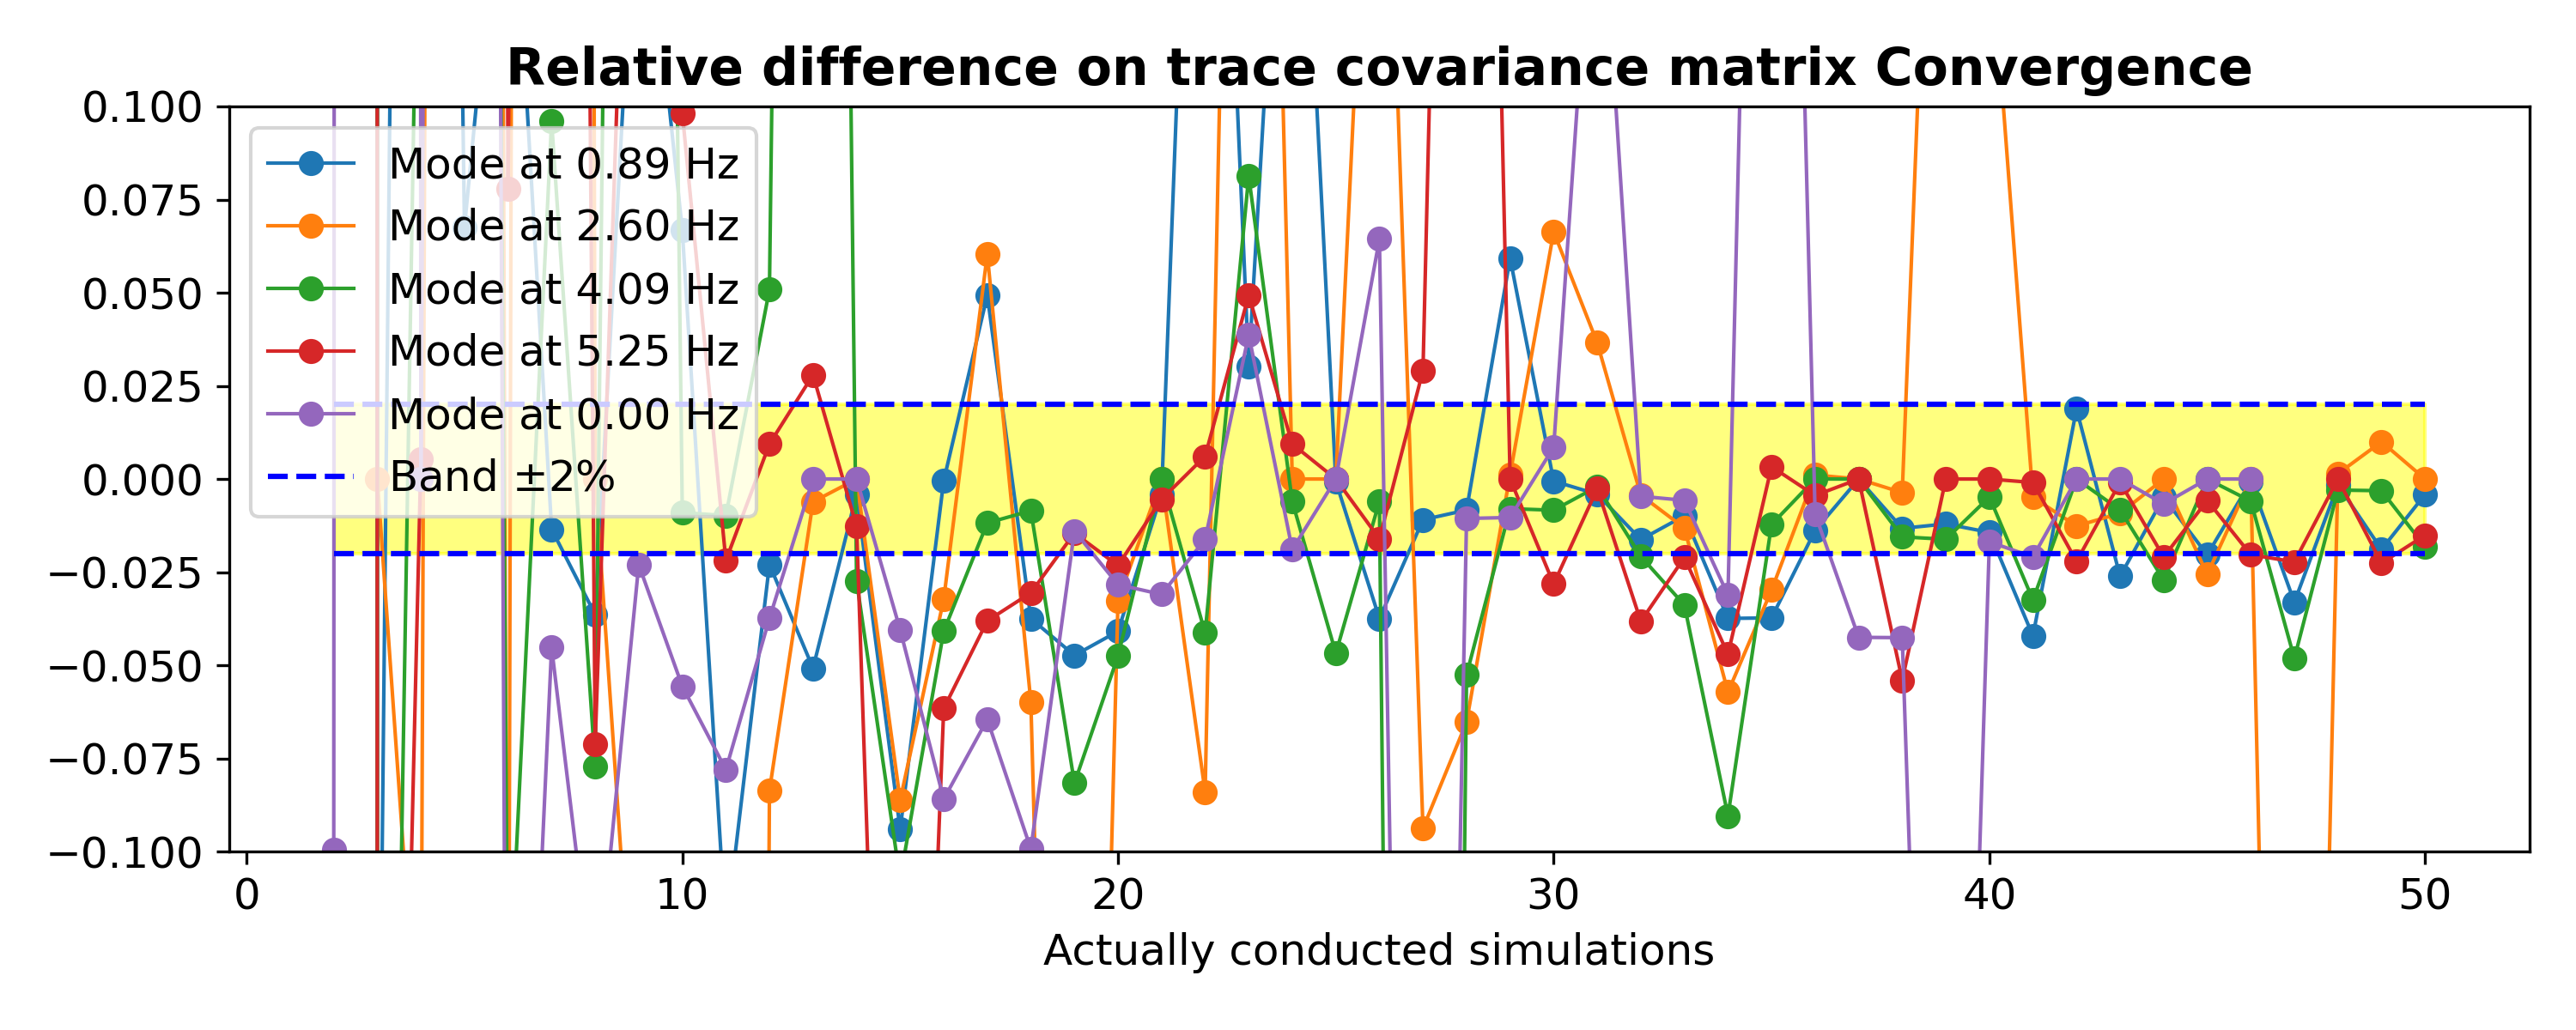 Relative difference on trace covariance matrix Convergence
0.100
0.075
0.050
0.025
0.000
−0.025
−0.050
−0.075
−0.100
Mode at 0.89 Hz
Mode at 2.60 Hz
Mode at 4.09 Hz
Mode at 5.25 Hz
Mode at 0.00 Hz
Band ±2%
0 10 20 30 40 50
Actually conducted simulations